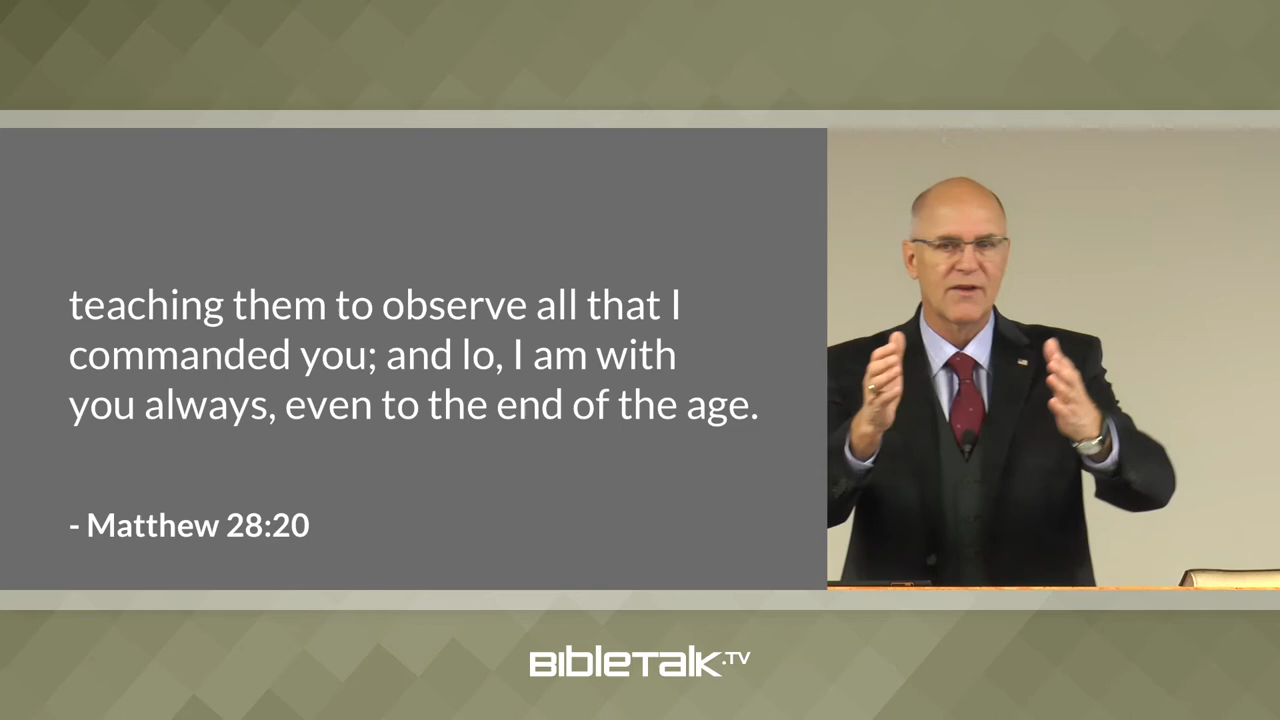 teaching them to observe all that I
commanded you; and lo, I am with
you always, even to the end of the age.
- Matthew 28:20
BibleTalk.TV